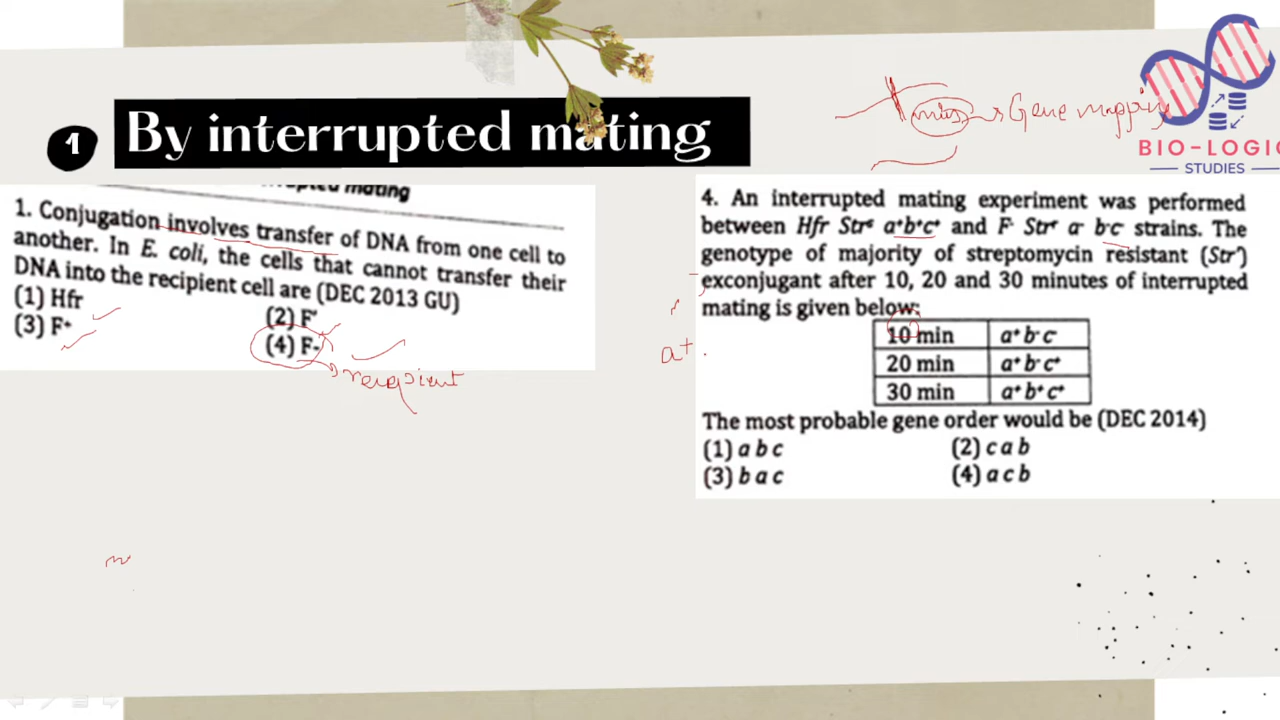 1
By interrupted mating
mating
1. Conjugation involves transfer of DNA from one cell to
another. In E. coli, the cells that cannot transfer their
DNA into the recipient cell are (DEC 2013 GU)
(1) Hfr (2) F'
(3) F⁺ (4) F-
recipient
Gene mapping
BIO-LOGIC
STUDIES
4. An interrupted mating experiment was performed
between Hfr Strˢ a⁺b⁺c⁺ and F⁻ Strʳ a⁻ b⁻c⁻ strains. The
genotype of majority of streptomycin resistant (Strʳ)
exconjugant after 10, 20 and 30 minutes of interrupted
mating is given below:
a⁺
10 min a⁺ b⁻ c⁻
20 min a⁺ b⁻ c⁺
30 min a⁺ b⁺ c⁺
The most probable gene order would be (DEC 2014)
(1) a b c (2) c a b
(3) b a c (4) a c b